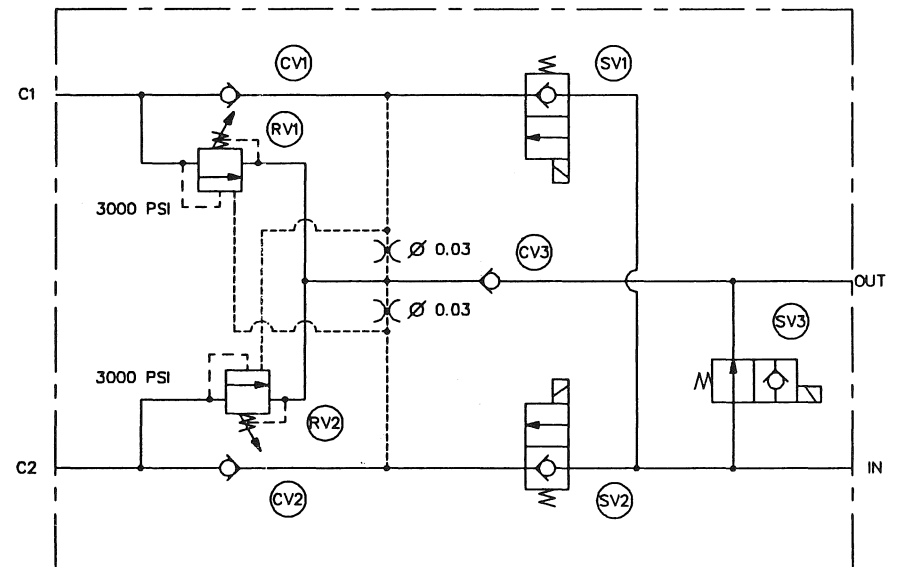 CV1
SV1
C1
RV1
3000 PSI
Ø 0.03
CV3
OUT
Ø 0.03
SV3
3000 PSI
RV2
C2
IN
CV2
SV2